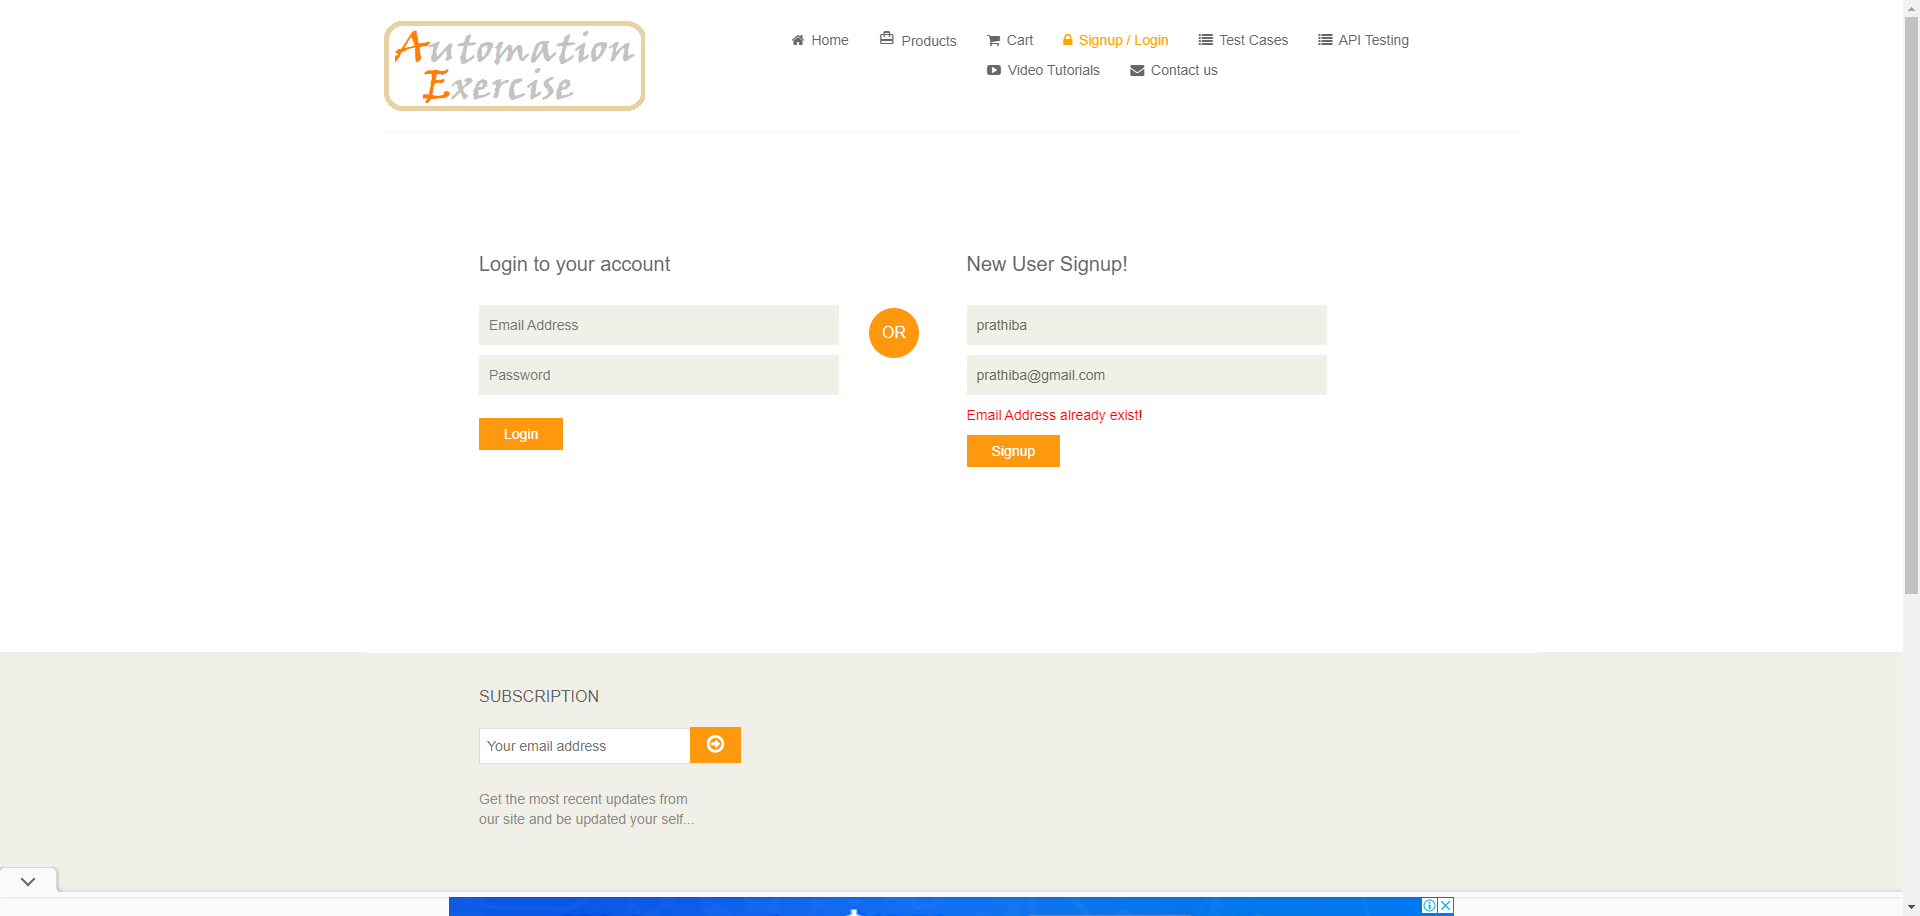 Automation
Exercise
Home
Products
Cart
Signup / Login
Test Cases
API Testing
Video Tutorials
Contact us
Login to your account
Email Address
Password
Login
OR
New User Signup!
prathiba
prathiba@gmail.com
Email Address already exist!
Signup
SUBSCRIPTION
Your email address
Get the most recent updates from
our site and be updated your self...